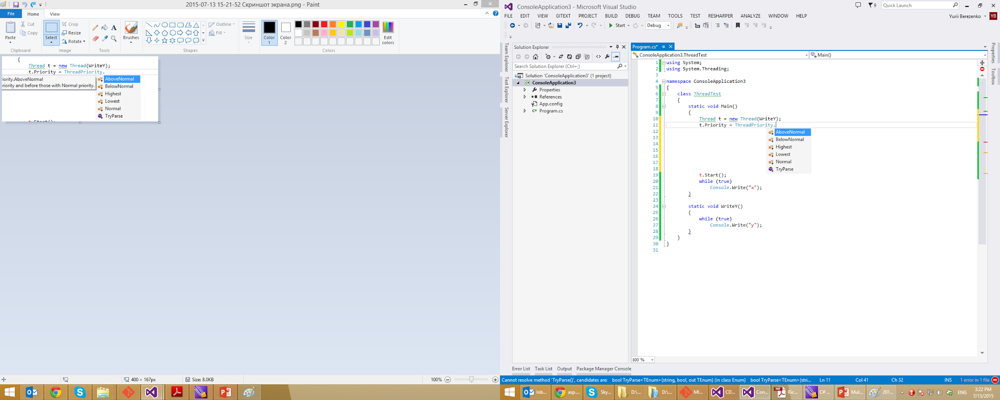 2015-07-13 15-21-52 Скриншот экрана.png - Paint
File Home View
Paste Cut Copy Clipboard
Select Crop Resize Rotate Image
Tools
Brushes
Shapes Outline Fill
Size
Color 1 Color 2 Edit colors Colors
{
Thread t = new Thread(WriteY);
t.Priority = ThreadPriority.
iority.AboveNormal
riority and before those with Normal priority.
AboveNormal
BelowNormal
Highest
Lowest
Normal
TryParse
t.Start();
400 × 167px Size: 8.0KB 100%
ConsoleApplication3 - Microsoft Visual Studio
9 Quick Launch
FILE EDIT VIEW GITEXT PROJECT BUILD DEBUG TEAM TOOLS TEST RESHARPER ANALYZE WINDOW HELP
Yurii Berezenko YB
Start Debug
Team Explorer
Test Explorer
Server Explorer
Solution Explorer
Search Solution Explorer (Ctrl+;)
Solution 'ConsoleApplication3' (1 project)
C# ConsoleApplication3
Properties
References
App.config
C# Program.cs
Program.cs*
ConsoleApplication3.ThreadTest Main()
1 using System;
2 using System.Threading;
3
4 namespace ConsoleApplication3
5 {
6 class ThreadTest
7 {
8 static void Main()
9 {
10 Thread t = new Thread(WriteY);
11 t.Priority = ThreadPriority.
12
13
14
15
16
17
18
AboveNormal
BelowNormal
Highest
Lowest
Normal
TryParse
19 t.Start();
20 while (true)
21 Console.Write("x");
22 }
23
24 static void WriteY()
25 {
26 while (true)
27 Console.Write("y");
28 }
29 }
30 }
31
Properties
Toolbox
100 %
Error List Task List Output Package Manager Console
Cannot resolve method 'TryParse()', candidates are: bool TryParse<TEnum>(string, bool, out TEnum) (in class Enum) bool TryParse<TEnum>(stri... Ln 11 Col 41 Ch 32 INS 1 error in 1 file
Inb... asp.... Sky... D:\... D:\... MI... CD... Con... Ric... C# ... Mul... 201... ENG 3:22 PM
7/13/2015